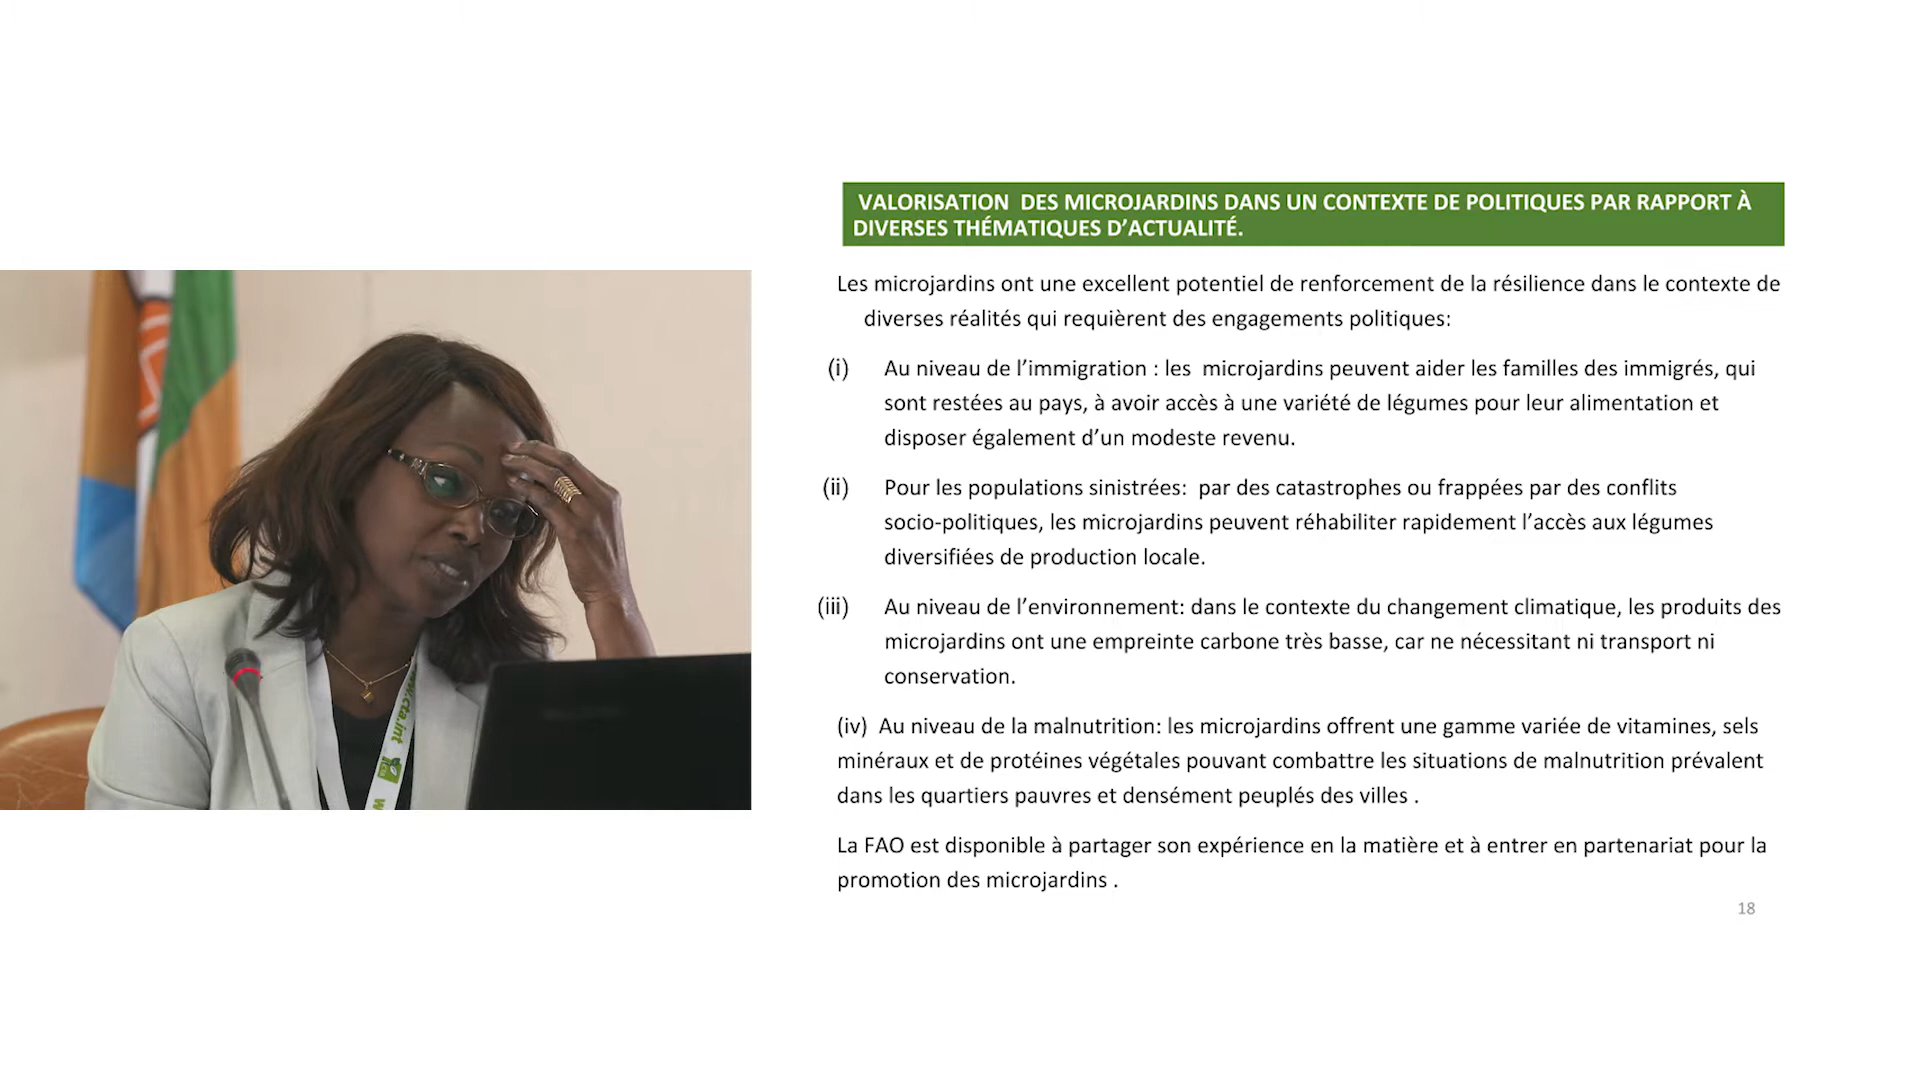 VALORISATION DES MICROJARDINS DANS UN CONTEXTE DE POLITIQUES PAR RAPPORT À
DIVERSES THÉMATIQUES D’ACTUALITÉ.
Les microjardins ont une excellent potentiel de renforcement de la résilience dans le contexte de
diverses réalités qui requièrent des engagements politiques:
(i) Au niveau de l’immigration : les microjardins peuvent aider les familles des immigrés, qui
sont restées au pays, à avoir accès à une variété de légumes pour leur alimentation et
disposer également d’un modeste revenu.
(ii) Pour les populations sinistrées: par des catastrophes ou frappées par des conflits
socio-politiques, les microjardins peuvent réhabiliter rapidement l’accès aux légumes
diversifiées de production locale.
(iii) Au niveau de l’environnement: dans le contexte du changement climatique, les produits des
microjardins ont une empreinte carbone très basse, car ne nécessitant ni transport ni
conservation.
(iv) Au niveau de la malnutrition: les microjardins offrent une gamme variée de vitamines, sels
minéraux et de protéines végétales pouvant combattre les situations de malnutrition prévalent
dans les quartiers pauvres et densément peuplés des villes .
La FAO est disponible à partager son expérience en la matière et à entrer en partenariat pour la
promotion des microjardins .
18
www.cta.int